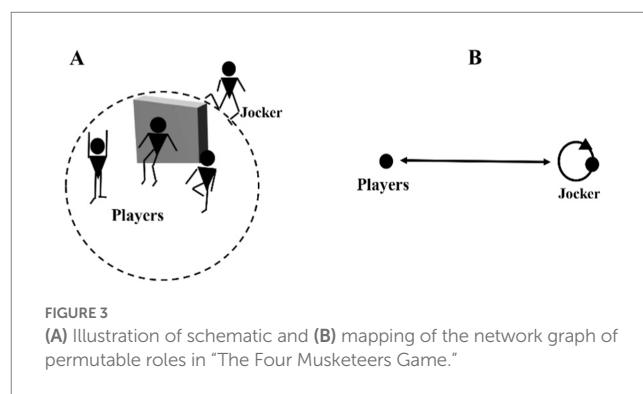 A
B
Jocker
Players
Players
Jocker
FIGURE 3
(A) Illustration of schematic and (B) mapping of the network graph of
permutable roles in “The Four Musketeers Game.”